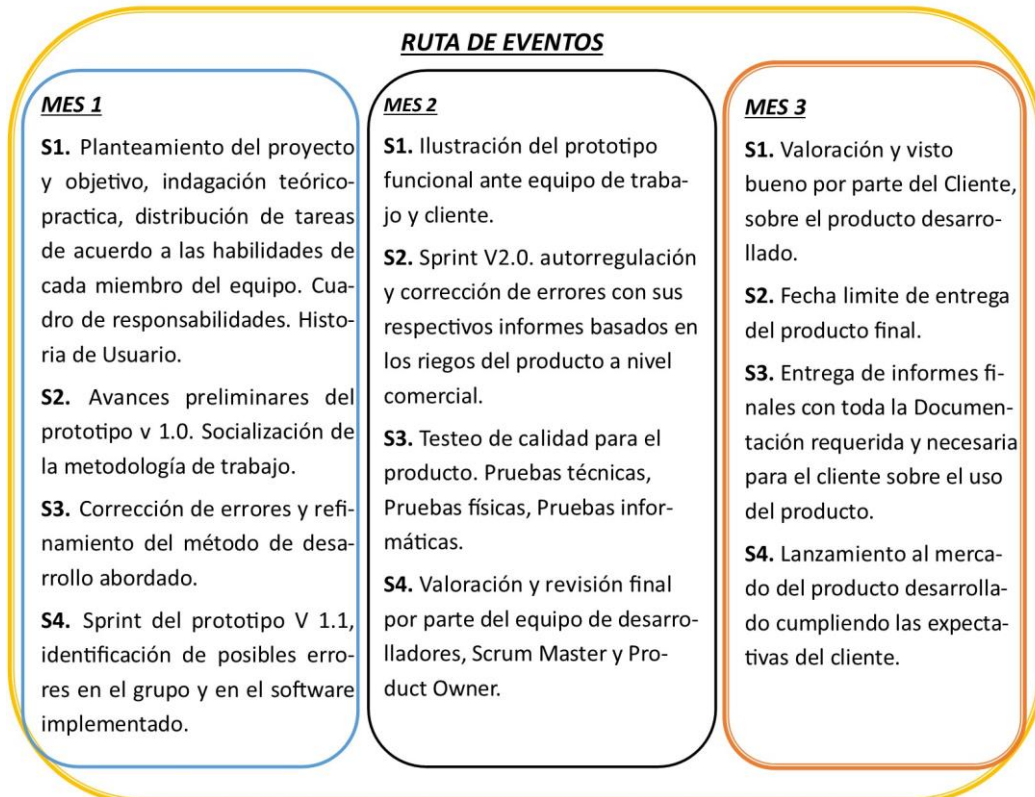 RUTA DE EVENTOS
MES 1
S1. Planteamiento del proyecto
y objetivo, indagación teórico-
practica, distribución de tareas
de acuerdo a las habilidades de
cada miembro del equipo. Cua-
dro de responsabilidades. Histo-
ria de Usuario.
S2. Avances preliminares del
prototipo v 1.0. Socialización de
la metodología de trabajo.
S3. Corrección de errores y refi-
namiento del método de desa-
rrollo abordado.
S4. Sprint del prototipo V 1.1,
identificación de posibles erro-
res en el grupo y en el software
implementado.
MES 2
S1. Ilustración del prototipo
funcional ante equipo de traba-
jo y cliente.
S2. Sprint V2.0. autorregulación
y corrección de errores con sus
respectivos informes basados en
los riegos del producto a nivel
comercial.
S3. Testeo de calidad para el
producto. Pruebas técnicas,
Pruebas físicas, Pruebas infor-
máticas.
S4. Valoración y revisión final
por parte del equipo de desarro-
lladores, Scrum Master y Pro-
duct Owner.
MES 3
S1. Valoración y visto
bueno por parte del Cliente,
sobre el producto desarro-
llado.
S2. Fecha limite de entrega
del producto final.
S3. Entrega de informes fi-
nales con toda la Documen-
tación requerida y necesaria
para el cliente sobre el uso
del producto.
S4. Lanzamiento al merca-
do del producto desarrolla-
do cumpliendo las expecta-
tivas del cliente.